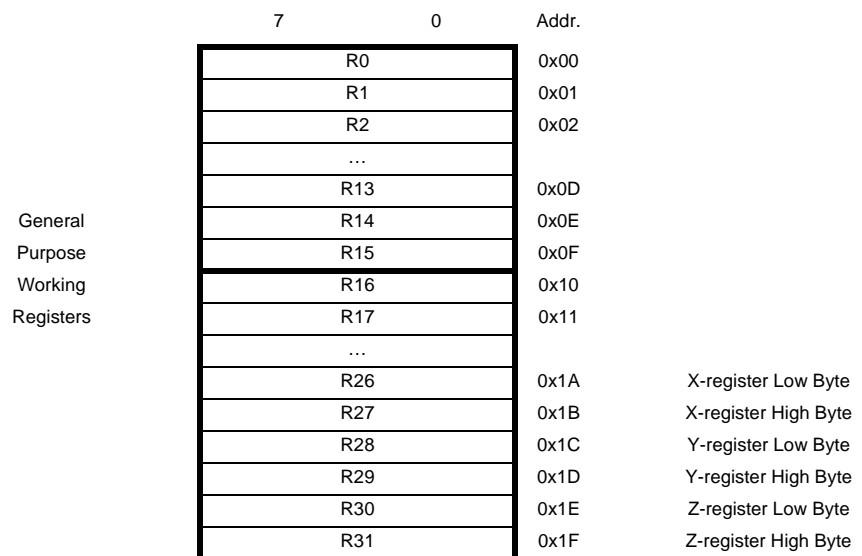 7 0 Addr.
R0 0x00
R1 0x01
R2 0x02
…
R13 0x0D
General R14 0x0E
Purpose R15 0x0F
Working R16 0x10
Registers R17 0x11
…
R26 0x1A X-register Low Byte
R27 0x1B X-register High Byte
R28 0x1C Y-register Low Byte
R29 0x1D Y-register High Byte
R30 0x1E Z-register Low Byte
R31 0x1F Z-register High Byte